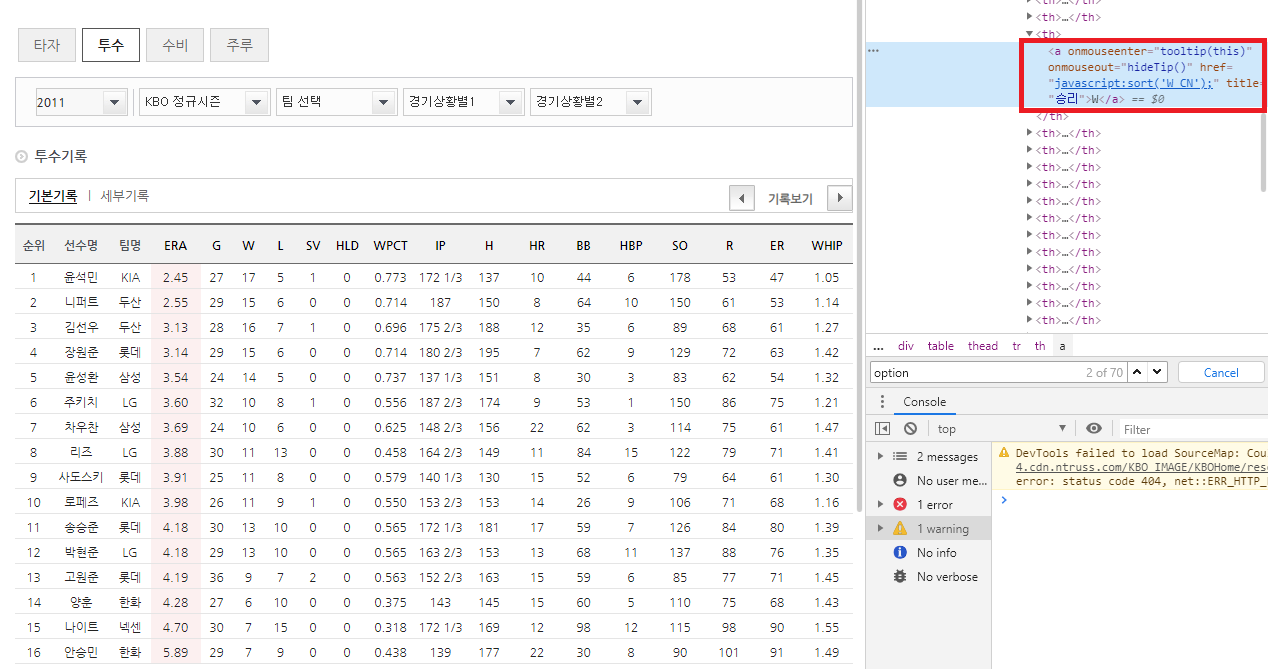 타자 투수 수비 주루
2011 KBO 정규시즌 팀 선택 경기상황별1 경기상황별2
투수기록
기본기록 | 세부기록 기록보기
순위 선수명 팀명 ERA G W L SV HLD WPCT IP H HR BB HBP SO R ER WHIP
1 윤석민 KIA 2.45 27 17 5 1 0 0.773 172 1/3 137 10 44 6 178 53 47 1.05
2 니퍼트 두산 2.55 29 15 6 0 0 0.714 187 150 8 64 10 150 61 53 1.14
3 김선우 두산 3.13 28 16 7 1 0 0.696 175 2/3 188 12 35 6 89 68 61 1.27
4 장원준 롯데 3.14 29 15 6 0 0 0.714 180 2/3 195 7 62 9 129 72 63 1.42
5 윤성환 삼성 3.54 24 14 5 0 0 0.737 137 1/3 151 8 30 3 83 62 54 1.32
6 주키치 LG 3.60 32 10 8 1 0 0.556 187 2/3 174 9 53 1 150 86 75 1.21
7 차우찬 삼성 3.69 24 10 6 0 0 0.625 148 2/3 156 22 62 3 114 75 61 1.47
8 리즈 LG 3.88 30 11 13 0 0 0.458 164 2/3 149 11 84 15 122 79 71 1.41
9 사도스키 롯데 3.91 25 11 8 0 0 0.579 140 1/3 130 15 52 6 79 64 61 1.30
10 로페즈 KIA 3.98 26 11 9 1 0 0.550 153 2/3 153 14 26 9 106 71 68 1.16
11 송승준 롯데 4.18 30 13 10 0 0 0.565 172 1/3 181 17 59 7 126 84 80 1.39
12 박현준 LG 4.18 29 13 10 0 0 0.565 163 2/3 153 13 68 11 137 88 76 1.35
13 고원준 롯데 4.19 36 9 7 2 0 0.563 152 2/3 163 15 59 6 85 77 71 1.45
14 양훈 한화 4.28 27 6 10 0 0 0.375 143 145 15 60 5 110 75 68 1.43
15 나이트 넥센 4.70 30 7 15 0 0 0.318 172 1/3 169 12 98 12 115 98 90 1.55
16 안승민 한화 5.89 29 7 9 0 0 0.438 139 177 22 30 8 90 101 91 1.49
<th>…</th>
<th>…</th>
<th>
<a onmouseenter="tooltip(this)"
onmouseout="hideTip()" href=
"javascript:sort('W_CN');" title=
"승리">W</a> == $0
</th>
<th>…</th>
<th>…</th>
<th>…</th>
<th>…</th>
<th>…</th>
<th>…</th>
<th>…</th>
<th>…</th>
<th>…</th>
<th>…</th>
<th>…</th>
<th>…</th>
... div table thead tr th a
option 2 of 70 Cancel
Console
top Filter
2 messages
No user me...
1 error
1 warning
No info
No verbose
DevTools failed to load SourceMap: Cou
4.cdn.ntruss.com/KBO_IMAGE/KBOHome/res
error: status code 404, net::ERR_HTTP_